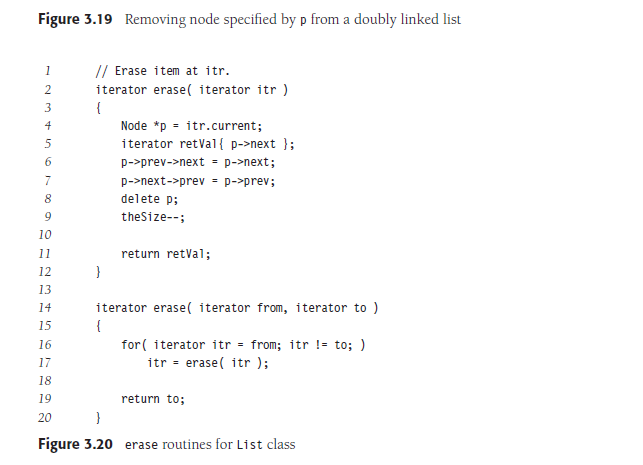 Figure 3.19 Removing node specified by p from a doubly linked list
1 // Erase item at itr.
2 iterator erase( iterator itr )
3 {
4 Node *p = itr.current;
5 iterator retVal{ p->next };
6 p->prev->next = p->next;
7 p->next->prev = p->prev;
8 delete p;
9 theSize--;
10
11 return retVal;
12 }
13
14 iterator erase( iterator from, iterator to )
15 {
16 for( iterator itr = from; itr != to; )
17 itr = erase( itr );
18
19 return to;
20 }
Figure 3.20 erase routines for List class